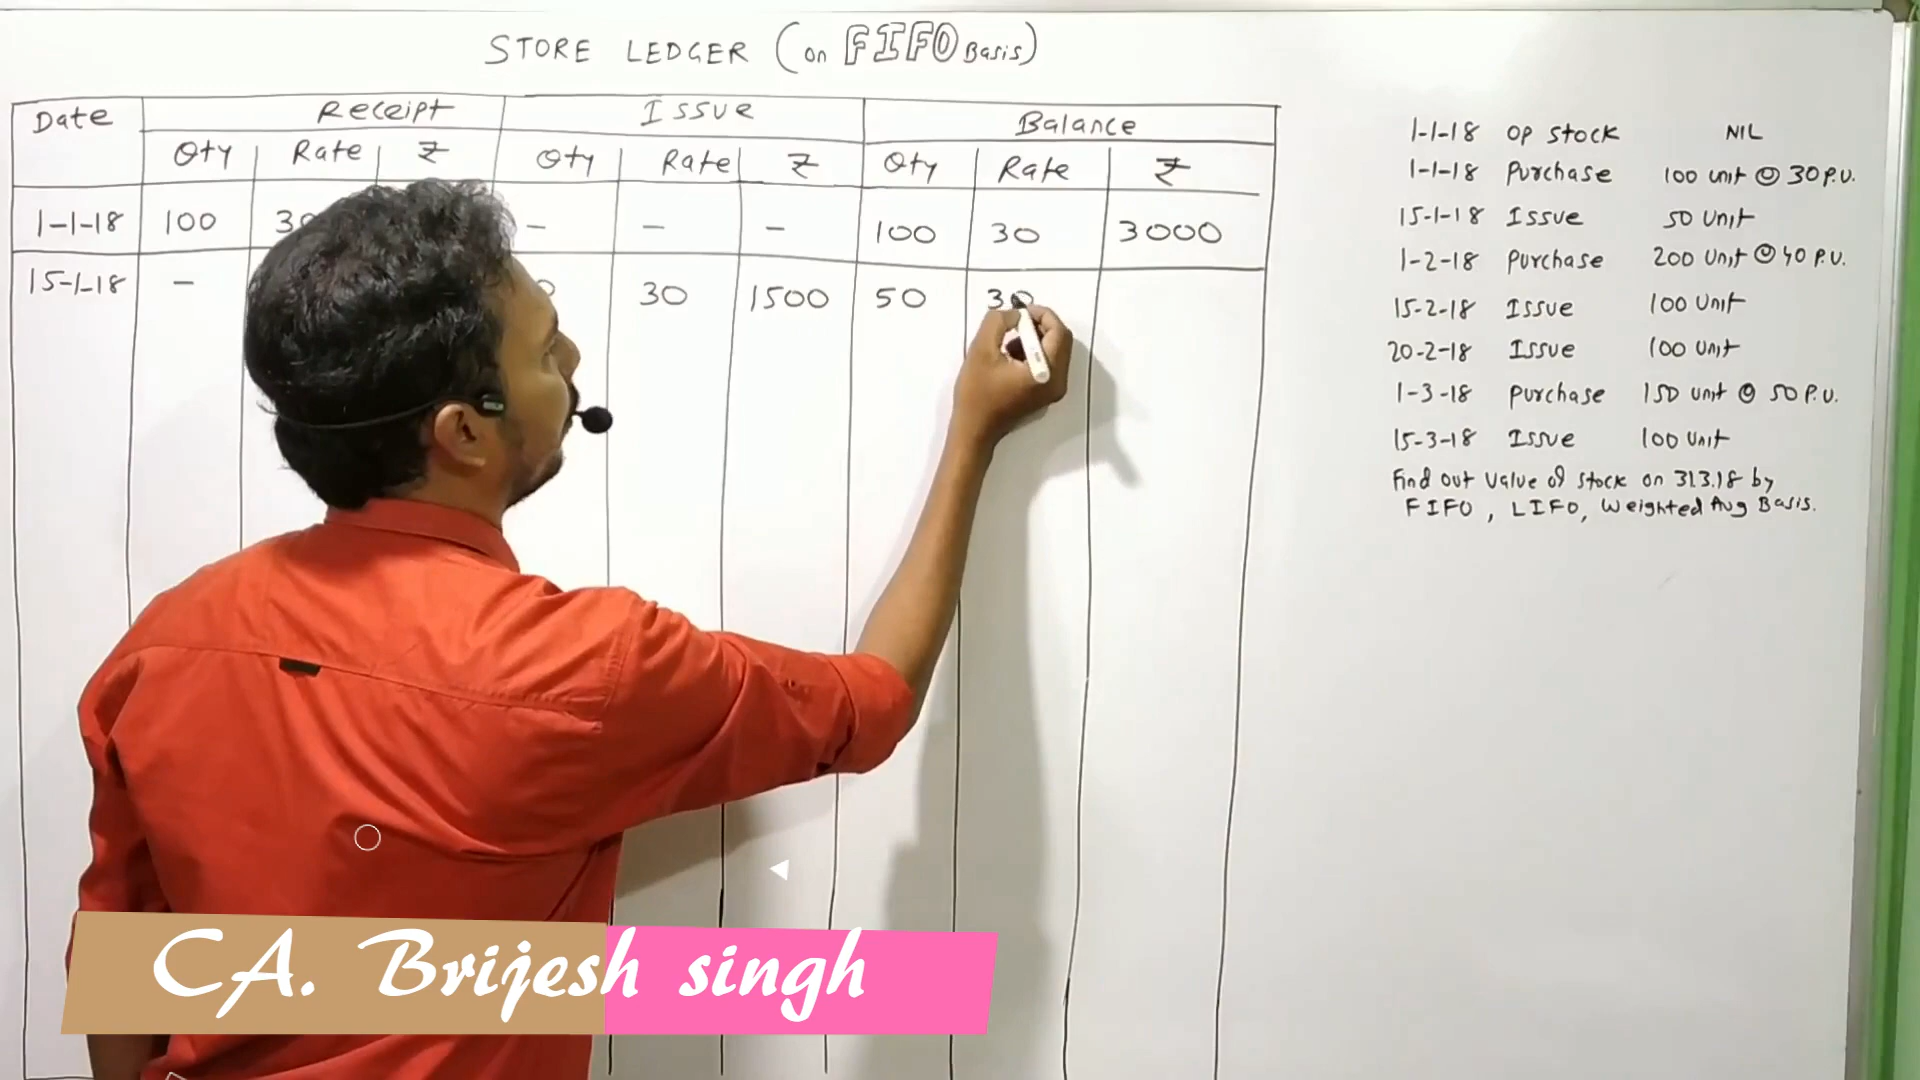 STORE LEDGER (on FIFO Basis)
Date Receipt Issue Balance
Qty Rate ₹ Qty Rate ₹ Qty Rate ₹
1-1-18 100 30 - - - 100 30 3000
15-1-18 - 30 1500 50 30
1-1-18 OP Stock NIL
1-1-18 Purchase 100 unit @ 30 P.U.
15-1-18 Issue 50 Unit
1-2-18 Purchase 200 Unit @ 40 P.U.
15-2-18 Issue 100 Unit
20-2-18 Issue 100 Unit
1-3-18 Purchase 150 unit @ 50 P.U.
15-3-18 Issue 100 Unit
Find out Value of Stock on 31.3.18 by
FIFO, LIFO, Weighted Avg Basis.
CA. Brijesh singh